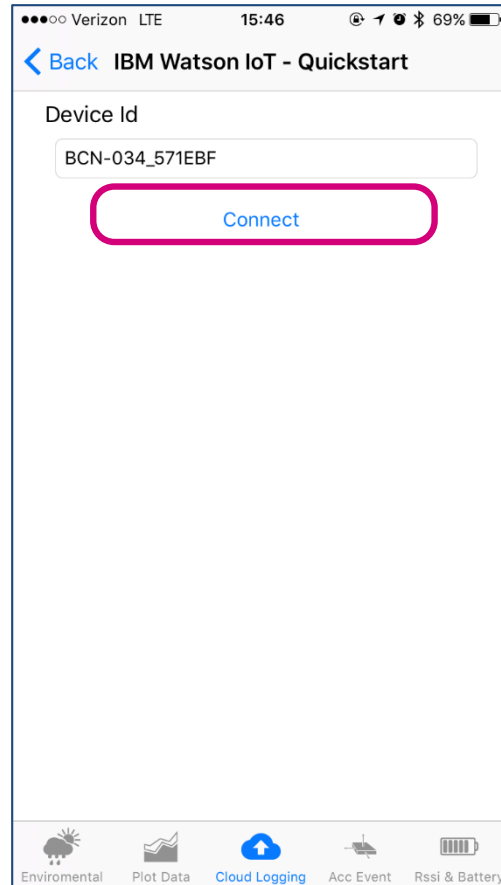 Verizon LTE 15:46 69%
Back IBM Watson IoT - Quickstart
Device Id
BCN-034_571EBF
Connect
Enviromental Plot Data Cloud Logging Acc Event Rssi & Battery